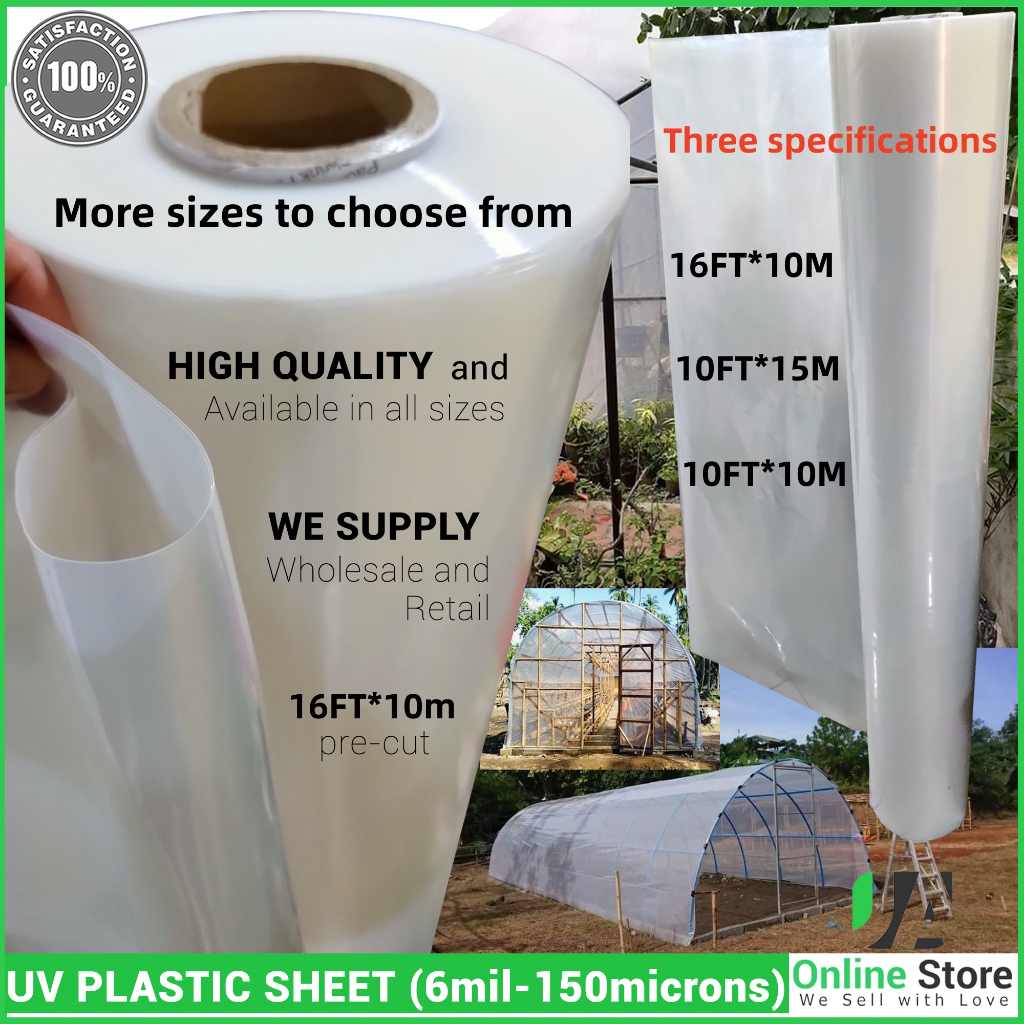 SATISFACTION
100%
GUARANTEED
More sizes to choose from
HIGH QUALITY and
Available in all sizes
WE SUPPLY
Wholesale and
Retail
16FT*10m
pre-cut
Three specifications
16FT*10M
10FT*15M
10FT*10M
UV PLASTIC SHEET (6mil-150microns)
Online Store
We Sell with Love